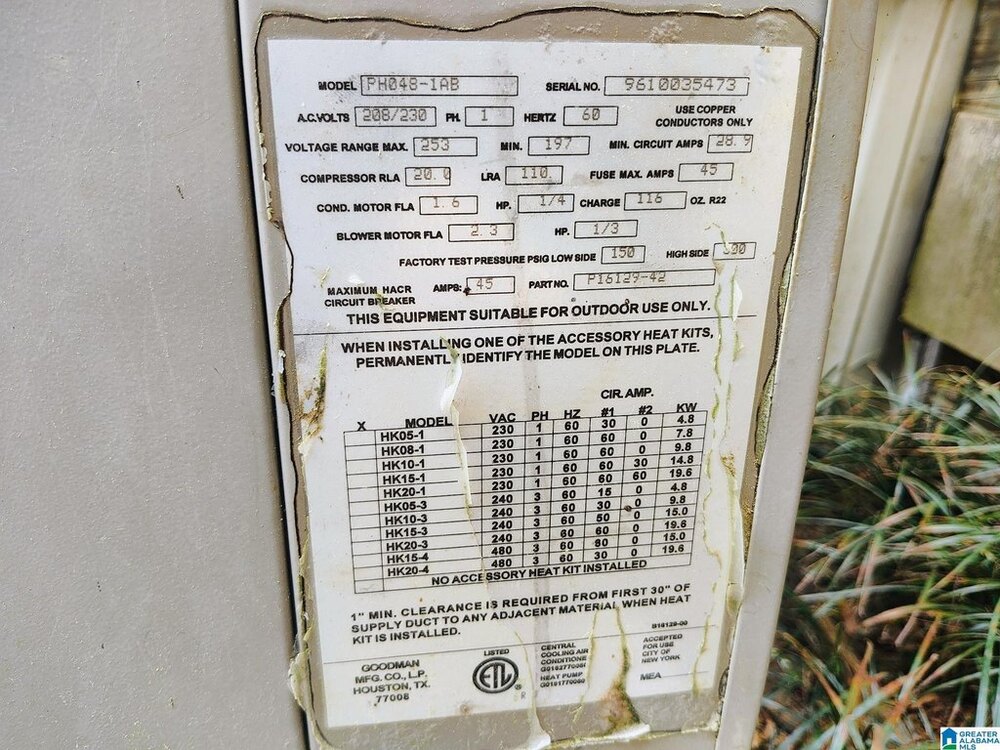 MODEL PH048-1AB SERIAL NO. 9610035473
A.C.VOLTS 208/230 PH. 1 HERTZ 60 USE COPPER CONDUCTORS ONLY
VOLTAGE RANGE MAX. 253 MIN. 197 MIN. CIRCUIT AMPS 28.9
COMPRESSOR RLA 20.0 LRA 110. FUSE MAX. AMPS 45
COND. MOTOR FLA 1.6 HP. 1/4 CHARGE 116 OZ. R22
BLOWER MOTOR FLA 2.3 HP. 1/3
FACTORY TEST PRESSURE PSIG LOW SIDE 150 HIGH SIDE 300
MAXIMUM HACR CIRCUIT BREAKER AMPS: 45 PART NO. P16129-42
THIS EQUIPMENT SUITABLE FOR OUTDOOR USE ONLY.
WHEN INSTALLING ONE OF THE ACCESSORY HEAT KITS,
PERMANENTLY IDENTIFY THE MODEL ON THIS PLATE.
CIR. AMP.
X MODEL VAC PH HZ #1 #2 KW
HK05-1 230 1 60 30 0 4.8
HK08-1 230 1 60 60 0 7.8
HK10-1 230 1 60 60 0 9.8
HK15-1 230 1 60 60 30 14.8
HK20-1 230 1 60 60 60 19.6
HK05-3 240 3 60 15 0 4.8
HK10-3 240 3 60 30 0 9.8
HK15-3 240 3 60 50 0 15.0
HK20-3 240 3 60 60 0 19.6
HK15-4 480 3 60 0 15.0
HK20-4 480 3 60 30 0 19.6
NO ACCESSORY HEAT KIT INSTALLED
1" MIN. CLEARANCE IS REQUIRED FROM FIRST 30" OF
SUPPLY DUCT TO ANY ADJACENT MATERIAL WHEN HEAT
KIT IS INSTALLED.
B16129-00
GOODMAN
MFG. CO., L.P.
HOUSTON, TX.
77008
LISTED
ETL
®
CENTRAL
COOLING AIR
CONDITIONE
HEAT PUMP
ACCEPTED
FOR USE
CITY OF
NEW YORK
MEA
GREATER
ALABAMA
MLS